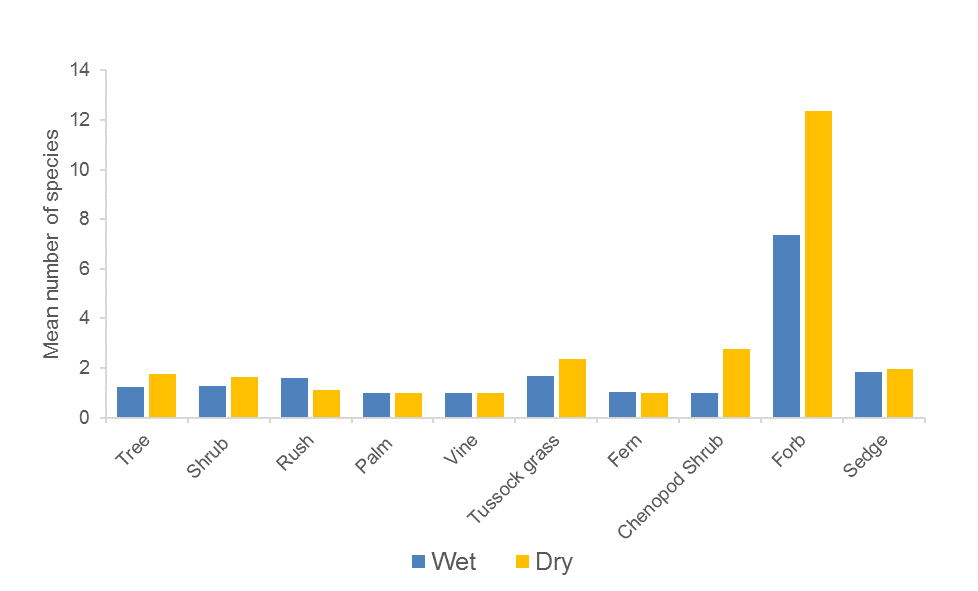 14
12
10
8
6
4
2
0
Mean number of species
Tree
Shrub
Rush
Palm
Vine
Tussock grass
Fern
Chenopod Shrub
Forb
Sedge
Wet Dry